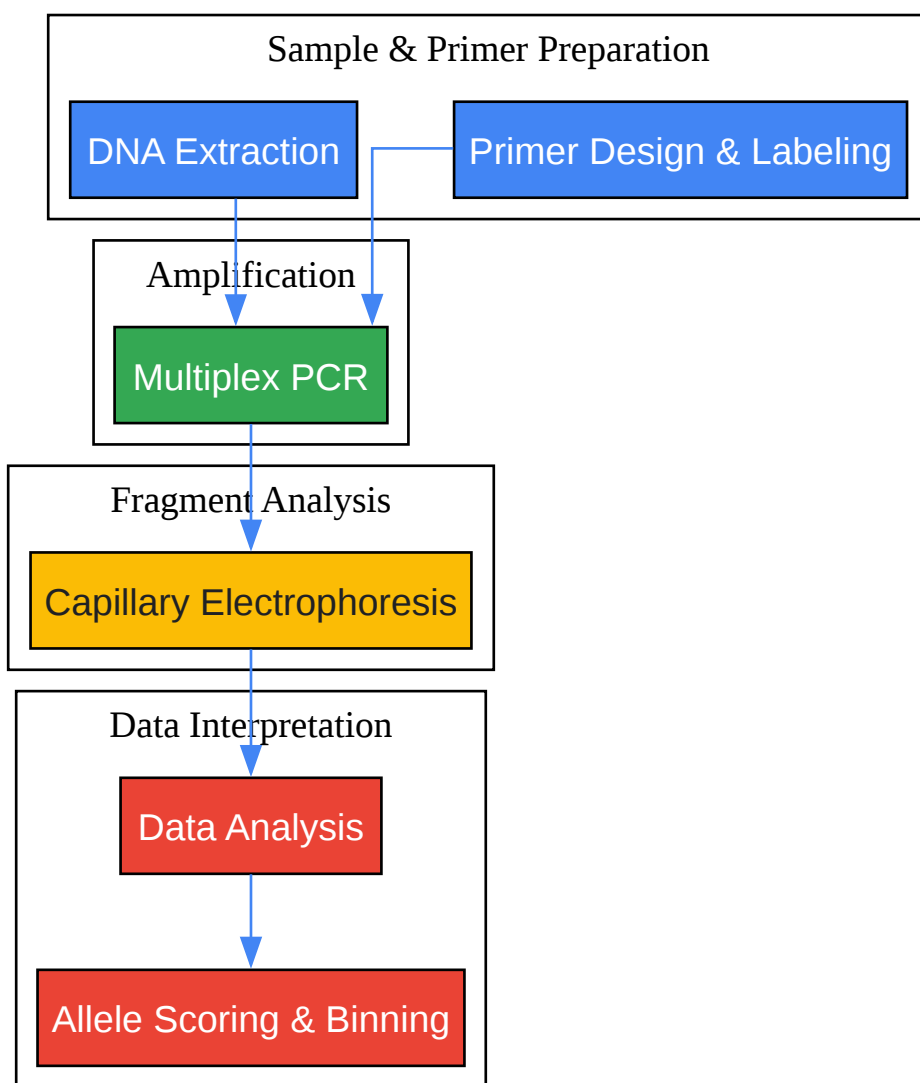 Sample & Primer Preparation
DNA Extraction
Primer Design & Labeling
Amplification
Multiplex PCR
Fragment Analysis
Capillary Electrophoresis
Data Interpretation
Data Analysis
Allele Scoring & Binning